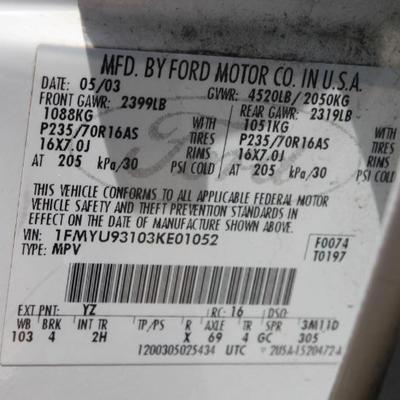 MFD. BY FORD MOTOR CO. IN U.S.A.
DATE: 05/03 GVWR: 4520LB/ 2050KG
FRONT GAWR: 2399LB REAR GAWR: 2319LB
1088KG WITH 1051KG WITH
P235/70R16AS TIRES P235/70R16AS TIRES
16X7.0J RIMS 16X7.0J RIMS
AT 205 kPa/30 PSI COLD AT 205 kPa/30 PSI COLD
THIS VEHICLE CONFORMS TO ALL APPLICABLE FEDERAL MOTOR
VEHICLE SAFETY AND THEFT PREVENTION STANDARDS IN
EFFECT ON THE DATE OF MANUFACTURE SHOWN ABOVE.
VIN: 1FMYU93103KE01052 F0074
TYPE: MPV T0197
EXT PNT: YZ RC: 16 DSO:
WB BRK INT TR TP/PS R AXLE TR SPR 3M11D
103 4 2H X 69 4 GC 305
1200305025434 UTC